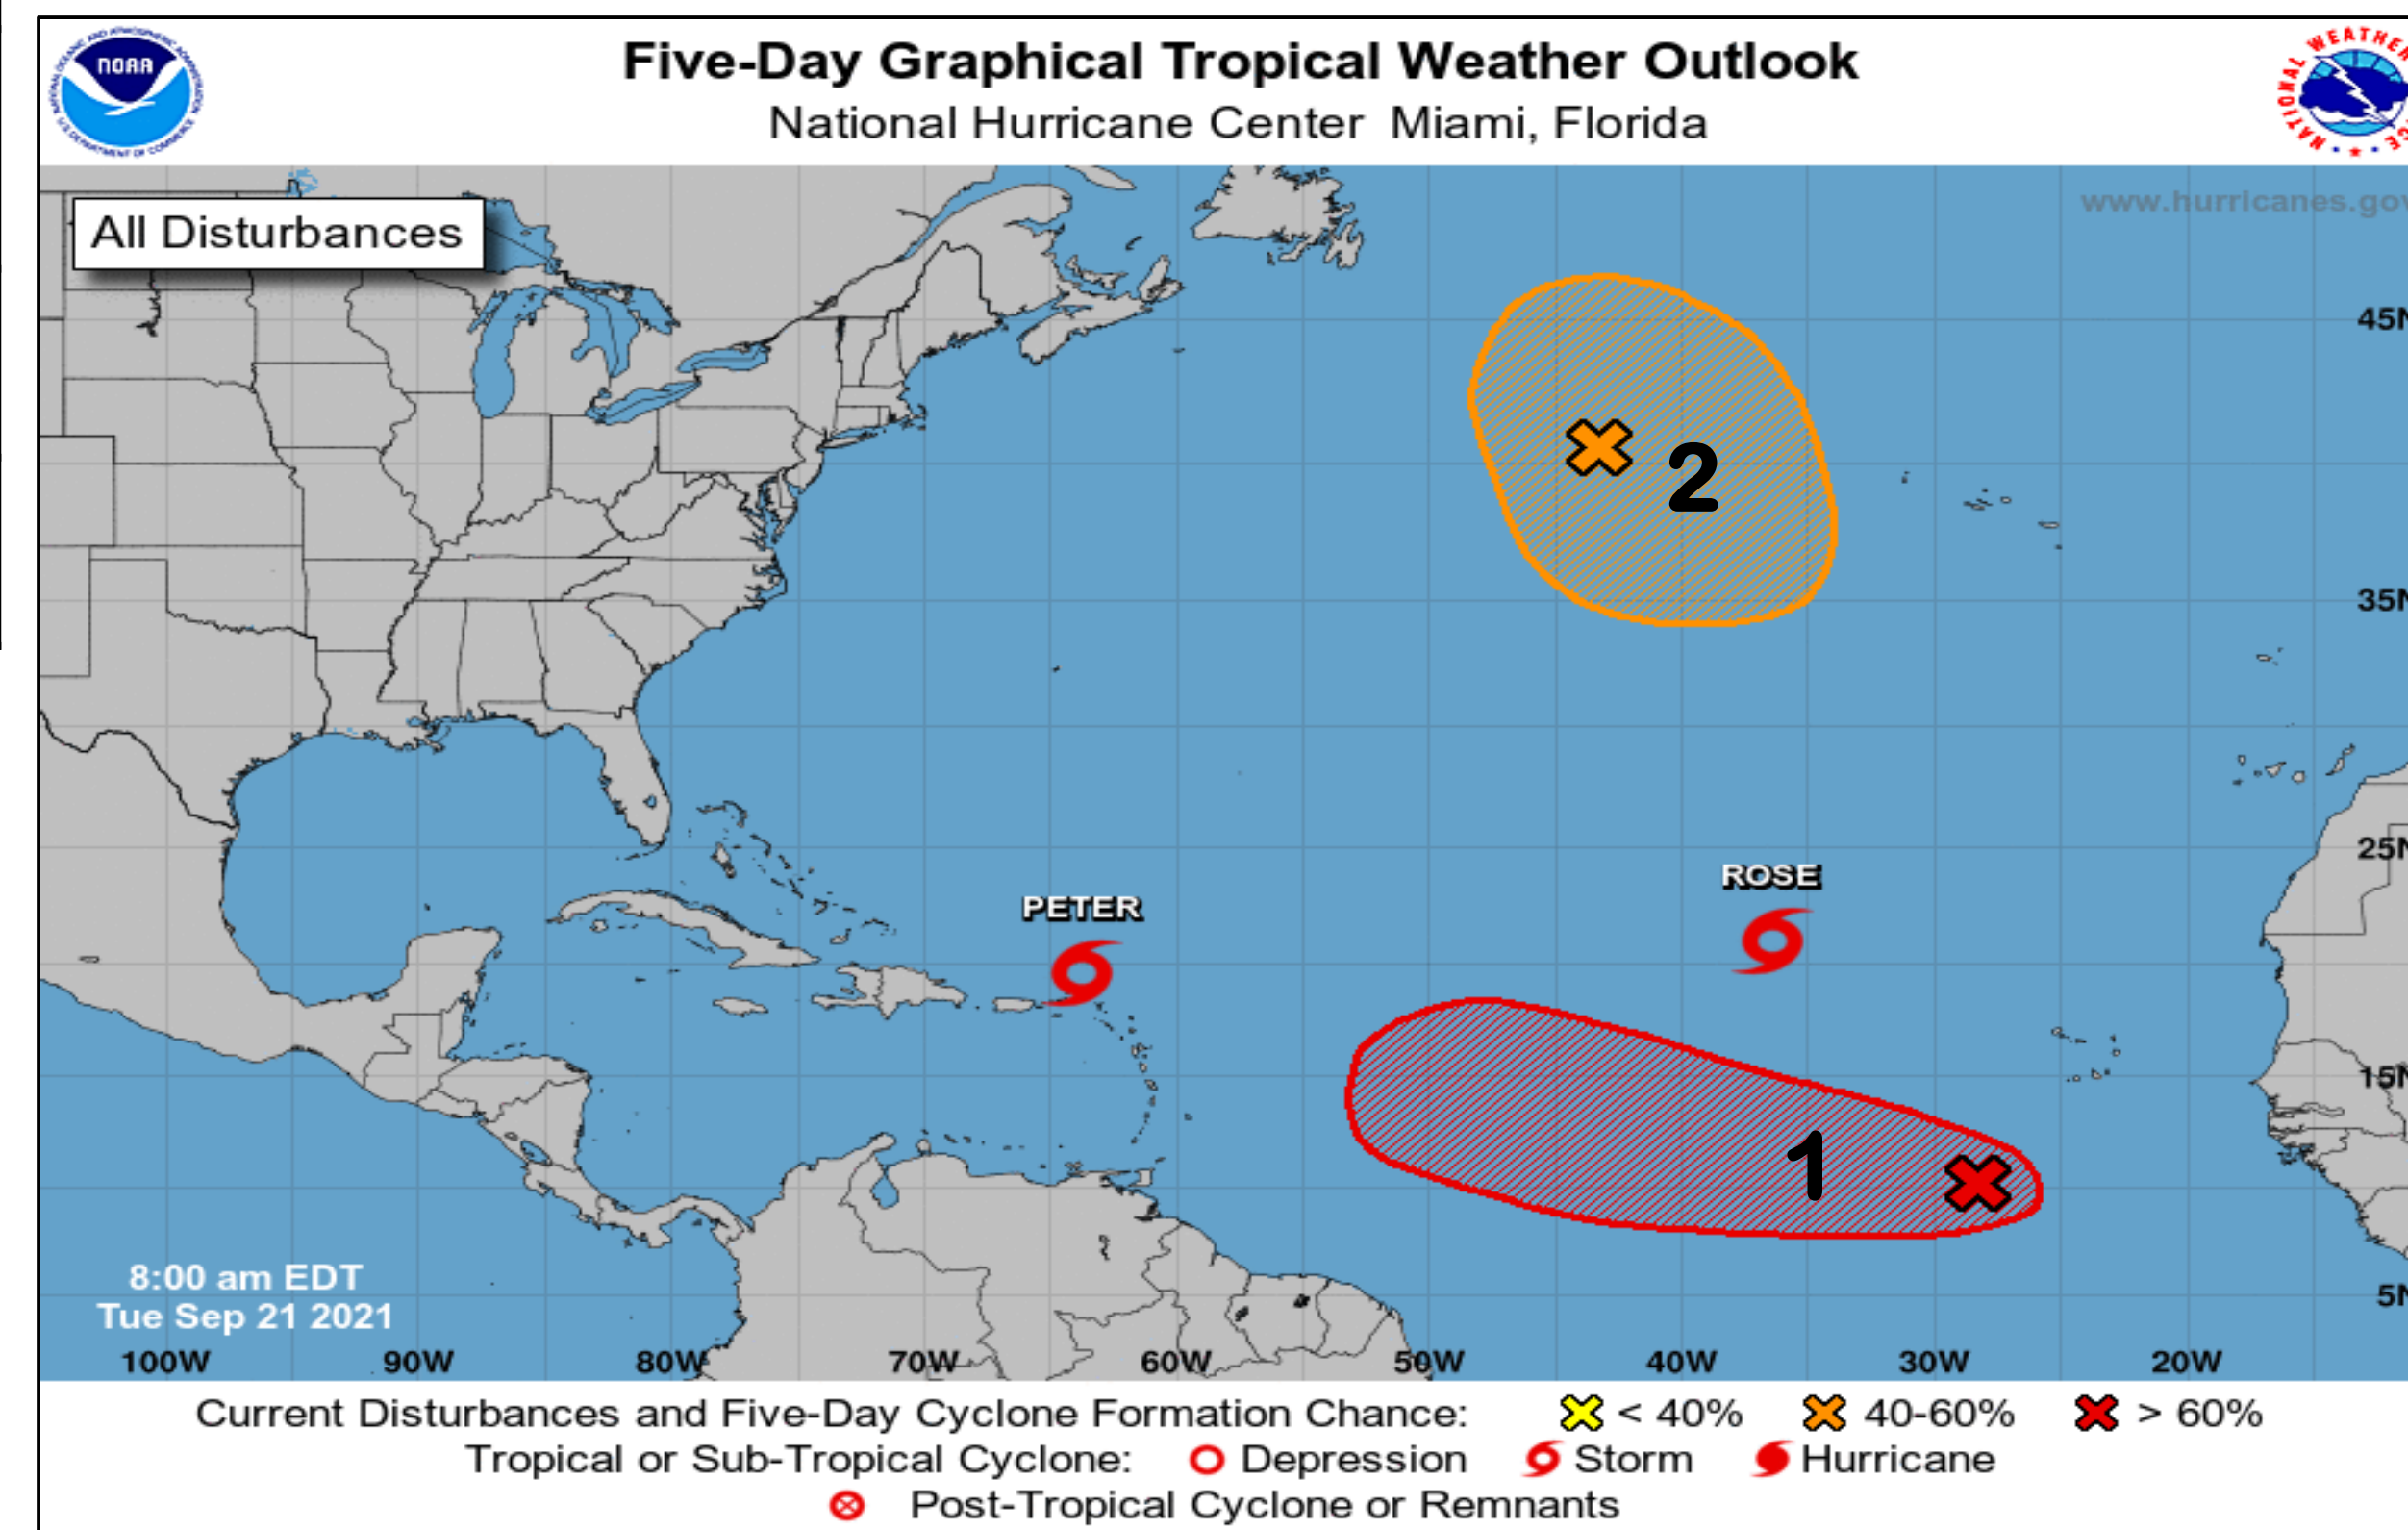 Five-Day Graphical Tropical Weather Outlook
National Hurricane Center Miami, Florida
NOAA
NATIONAL WEATHER
www.hurricanes.gov
All Disturbances
45N
2
35N
25N
ROSE
PETER
15N
1
5N
8:00 am EDT
Tue Sep 21 2021
100W 90W 80W 70W 60W 50W 40W 30W 20W
Current Disturbances and Five-Day Cyclone Formation Chance: < 40% 40-60% > 60%
Tropical or Sub-Tropical Cyclone: Depression Storm Hurricane
Post-Tropical Cyclone or Remnants